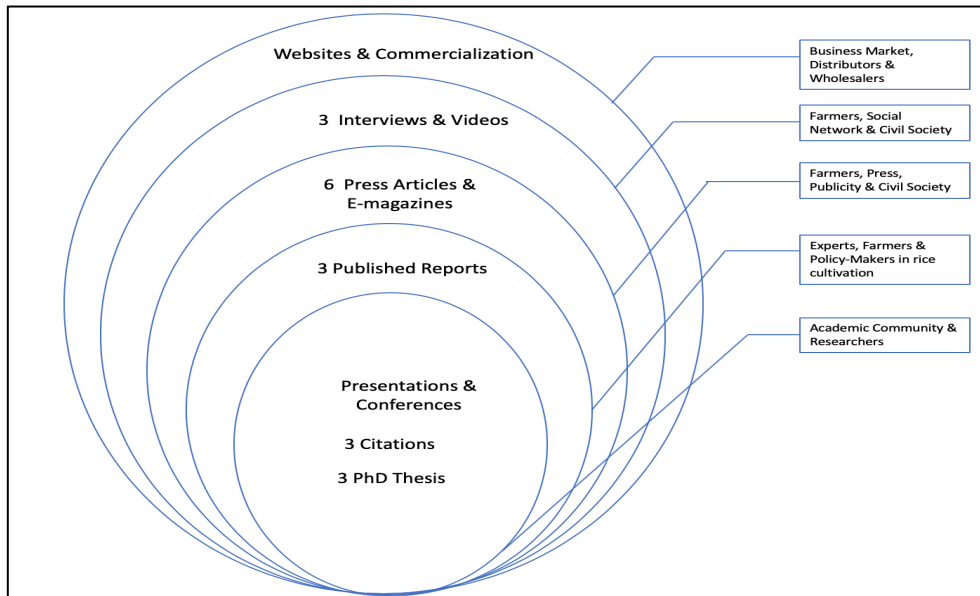 Websites & Commercialization
3 Interviews & Videos
6 Press Articles &
E-magazines
3 Published Reports
Presentations &
Conferences
3 Citations
3 PhD Thesis
Business Market,
Distributors &
Wholesalers
Farmers, Social
Network & Civil Society
Farmers, Press,
Publicity & Civil Society
Experts, Farmers &
Policy-Makers in rice
cultivation
Academic Community &
Researchers